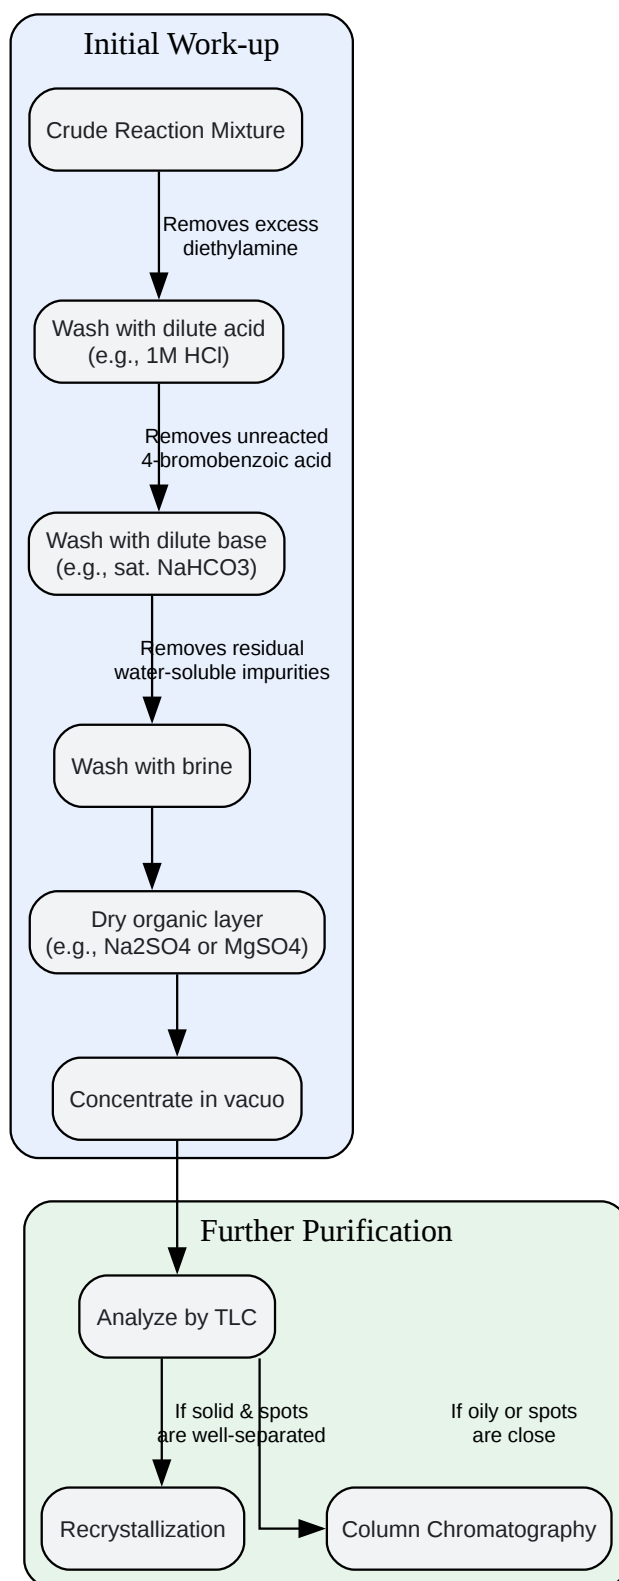 Initial Work-up
Crude Reaction Mixture
Removes excess
diethylamine
Wash with dilute acid
(e.g., 1M HCl)
Removes unreacted
4-bromobenzoic acid
Wash with dilute base
(e.g., sat. NaHCO3)
Removes residual
water-soluble impurities
Wash with brine
Dry organic layer
(e.g., Na2SO4 or MgSO4)
Concentrate in vacuo
Further Purification
Analyze by TLC
If solid & spots
are well-separated
If oily or spots
are close
Recrystallization
Column Chromatography